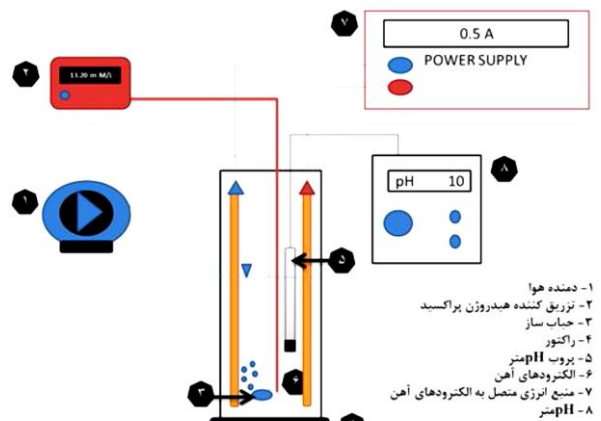 ۷
0.5 A
POWER SUPPLY
۲
13.20 m M/l
۸
pH 10
۱
۵
۳
۶
۱- دمنده هوا
۲- تزریق کننده هیدروژن پراکسید
۳- حباب ساز
۴- راکتور
۵- پروب pHمتر
۶- الکترودهای آهن
۷- منبع انرژی متصل به الکترودهای آهن
۸- pHمتر